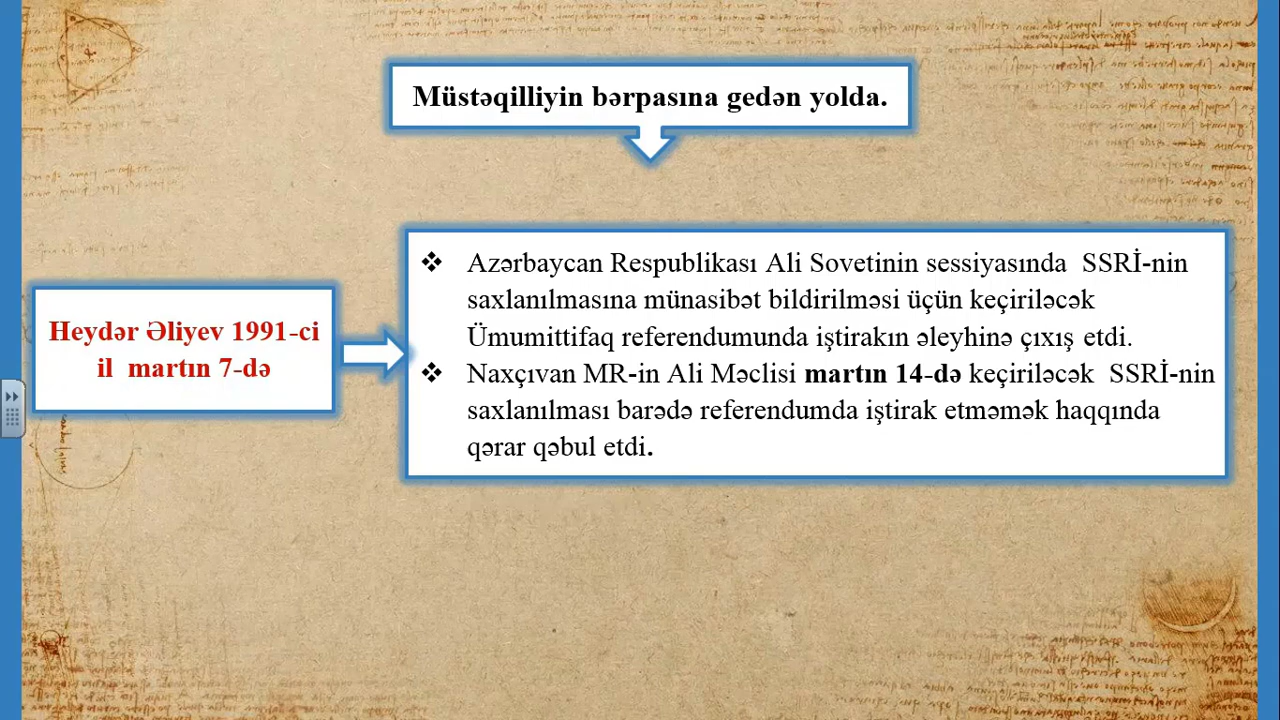 Müstəqilliyin bərpasına gedən yolda.
Heydər Əliyev 1991-ci
il martın 7-də
❖ Azərbaycan Respublikası Ali Sovetinin sessiyasında SSRİ-nin
saxlanılmasına münasibət bildirilməsi üçün keçiriləcək
Ümumittifaq referendumunda iştirakın əleyhinə çıxış etdi.
❖ Naxçıvan MR-in Ali Məclisi martın 14-də keçiriləcək SSRİ-nin
saxlanılması barədə referendumda iştirak etməmək haqqında
qərar qəbul etdi.